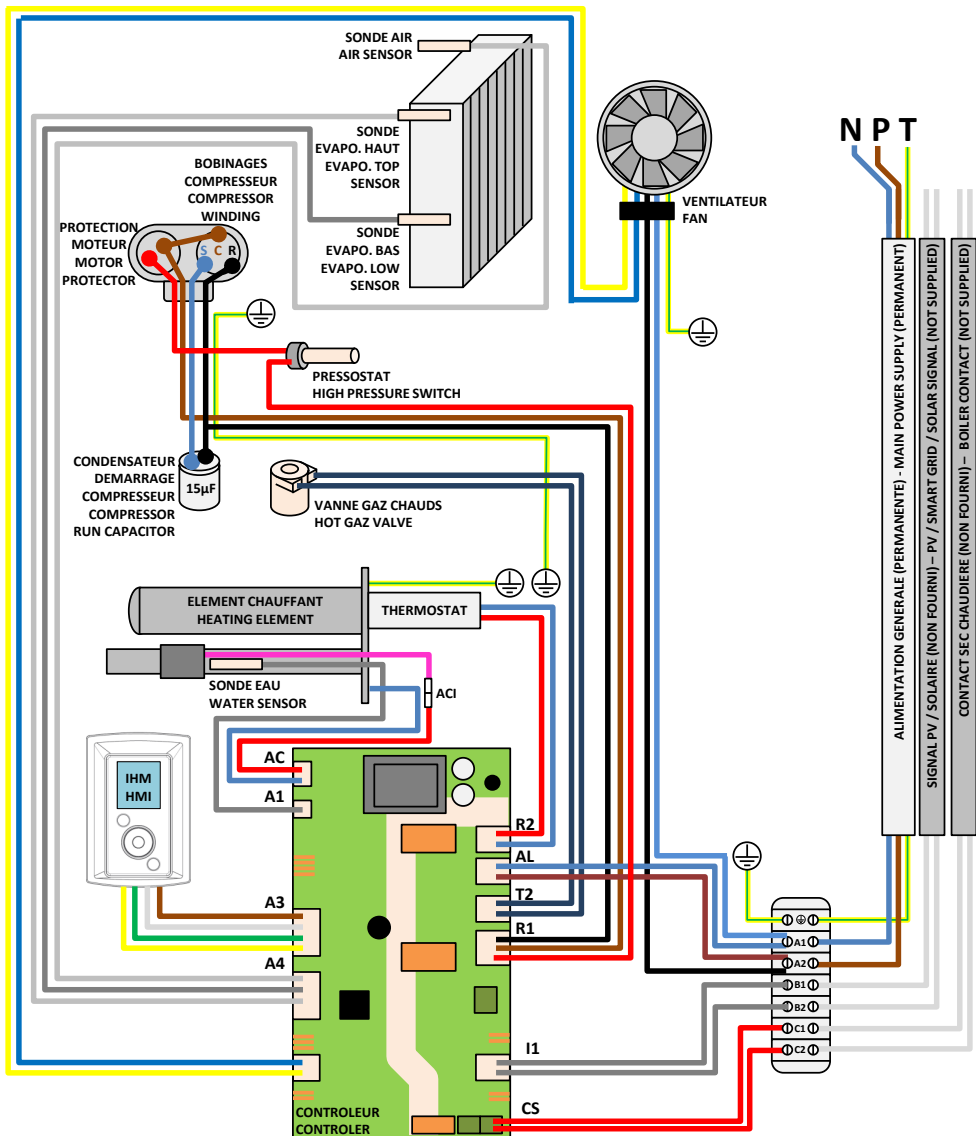 SONDE AIR
AIR SENSOR
N P T
SONDE
EVAPO. HAUT
EVAPO. TOP
SENSOR
BOBINAGES
COMPRESSEUR
COMPRESSOR
WINDING
VENTILATEUR
FAN
PROTECTION
MOTEUR
MOTOR
PROTECTOR
S C R
SONDE
EVAPO. BAS
EVAPO. LOW
SENSOR
PRESSOSTAT
HIGH PRESSURE SWITCH
CONDENSATEUR
DEMARRAGE
COMPRESSEUR
COMPRESSOR
RUN CAPACITOR
15µF
VANNE GAZ CHAUDS
HOT GAZ VALVE
ALIMENTATION GENERALE (PERMANENTE) - MAIN POWER SUPPLY (PERMANENT)
SIGNAL PV / SOLAIRE (NON FOURNI) – PV / SMART GRID / SOLAR SIGNAL (NOT SUPPLIED)
CONTACT SEC CHAUDIERE (NON FOURNI) – BOILER CONTACT (NOT SUPPLIED)
ELEMENT CHAUFFANT
HEATING ELEMENT
THERMOSTAT
SONDE EAU
WATER SENSOR
ACI
AC
A1
IHM
HMI
R2
AL
T2
R1
A3
A4
I1
CS
A1
A2
B1
B2
C1
C2
CONTROLEUR
CONTROLER